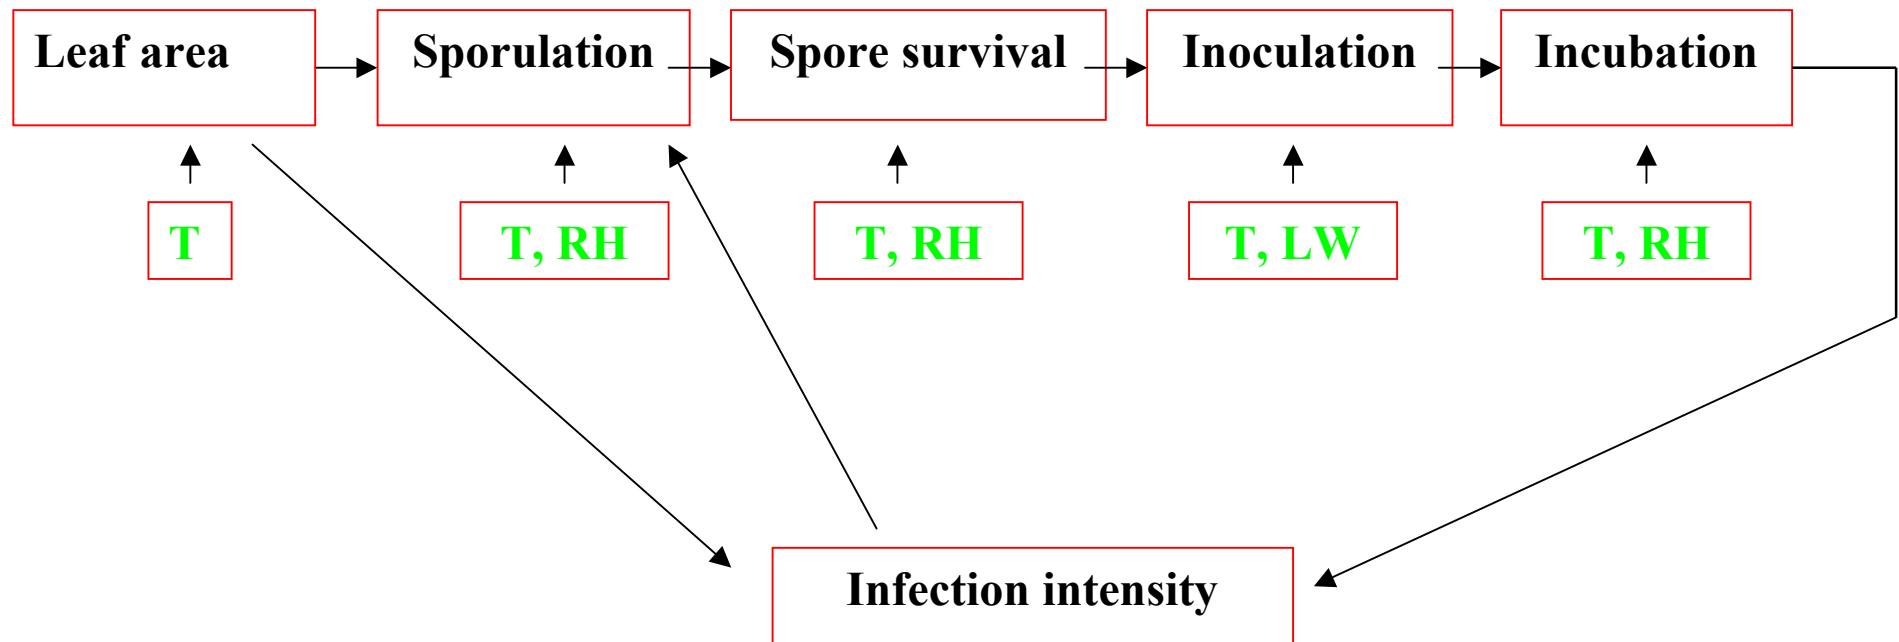 Leaf area
Sporulation
Spore survival
Inoculation
Incubation
T
T, RH
T, RH
T, LW
T, RH
Infection intensity